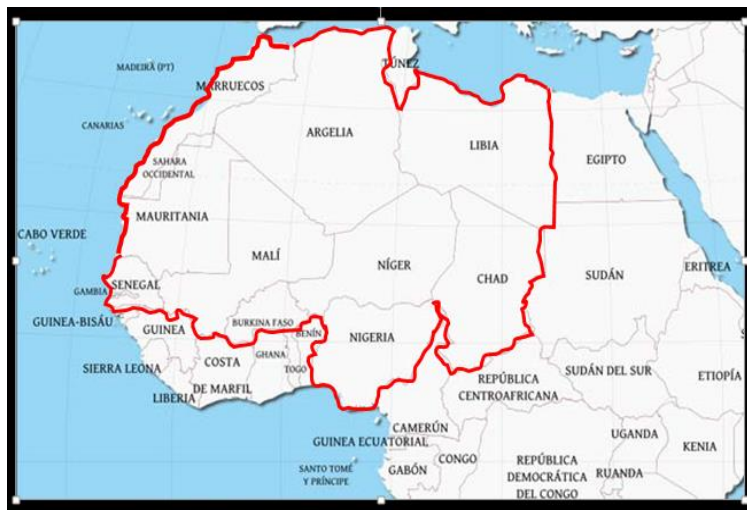 TÚNEZ
MADEIRA (PT)
MARRUECOS
CANARIAS
ARGELIA
LIBIA
EGIPTO
SAHARA
OCCIDENTAL
MAURITANIA
CABO VERDE
MALÍ
NÍGER
CHAD
SUDÁN
ERITREA
SENEGAL
GAMBIA
GUINEA-BISÁU
GUINEA
BURKINA FASO
BENÍN
NIGERIA
SIERRA LEONA
COSTA
DE MARFIL
GHANA
TOGO
LIBERIA
REPÚBLICA
CENTROAFRICANA
SUDÁN DEL SUR
ETIOPÍA
CAMERÚN
GUINEA ECUATORIAL
SANTO TOMÉ
Y PRÍNCIPE
GABÓN
CONGO
REPÚBLICA
DEMOCRÁTICA
DEL CONGO
UGANDA
RUANDA
KENIA